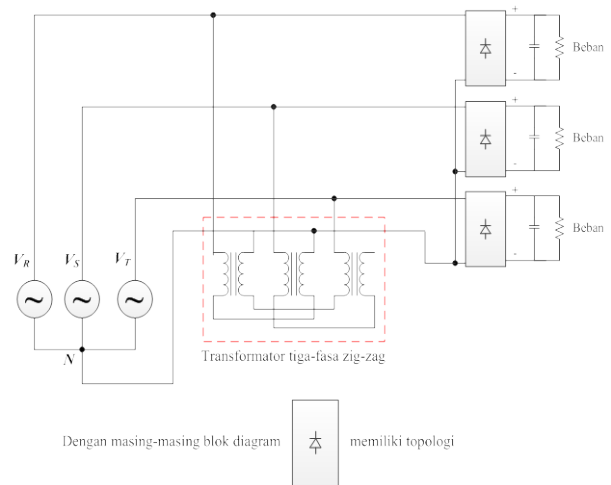 +
-
Beban
+
-
Beban
+
-
Beban
V_R
V_S
V_T
N
Transformator tiga-fasa zig-zag
Dengan masing-masing blok diagram memiliki topologi